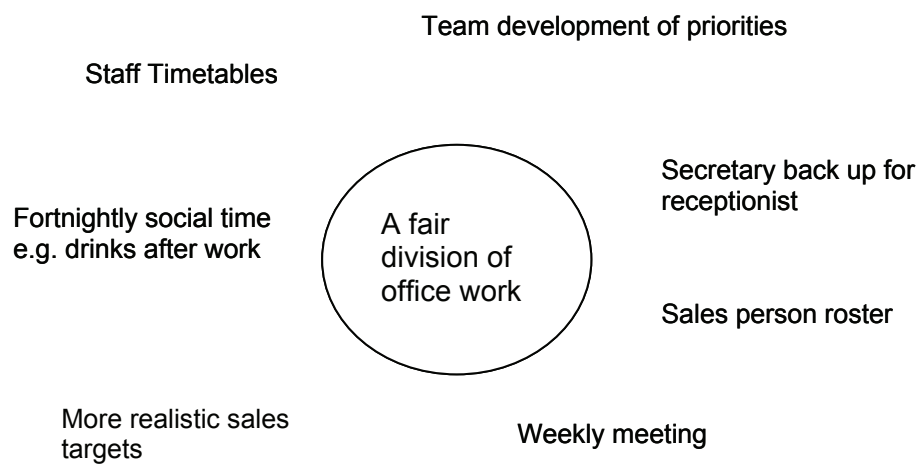 Team development of priorities
Staff Timetables
Secretary back up for
receptionist
Fortnightly social time
e.g. drinks after work
A fair
division of
office work
Sales person roster
More realistic sales
targets
Weekly meeting